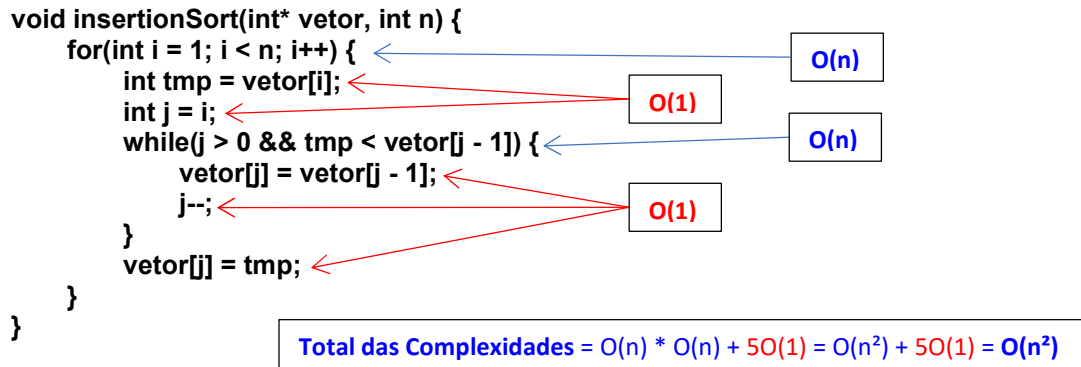 void insertionSort(int* vetor, int n) {
for(int i = 1; i < n; i++) {
O(n)
int tmp = vetor[i];
O(1)
int j = i;
while(j > 0 && tmp < vetor[j - 1]) {
O(n)
vetor[j] = vetor[j - 1];
j--;
O(1)
}
vetor[j] = tmp;
}
}
Total das Complexidades = O(n) * O(n) + 5O(1) = O(n²) + 5O(1) = O(n²)